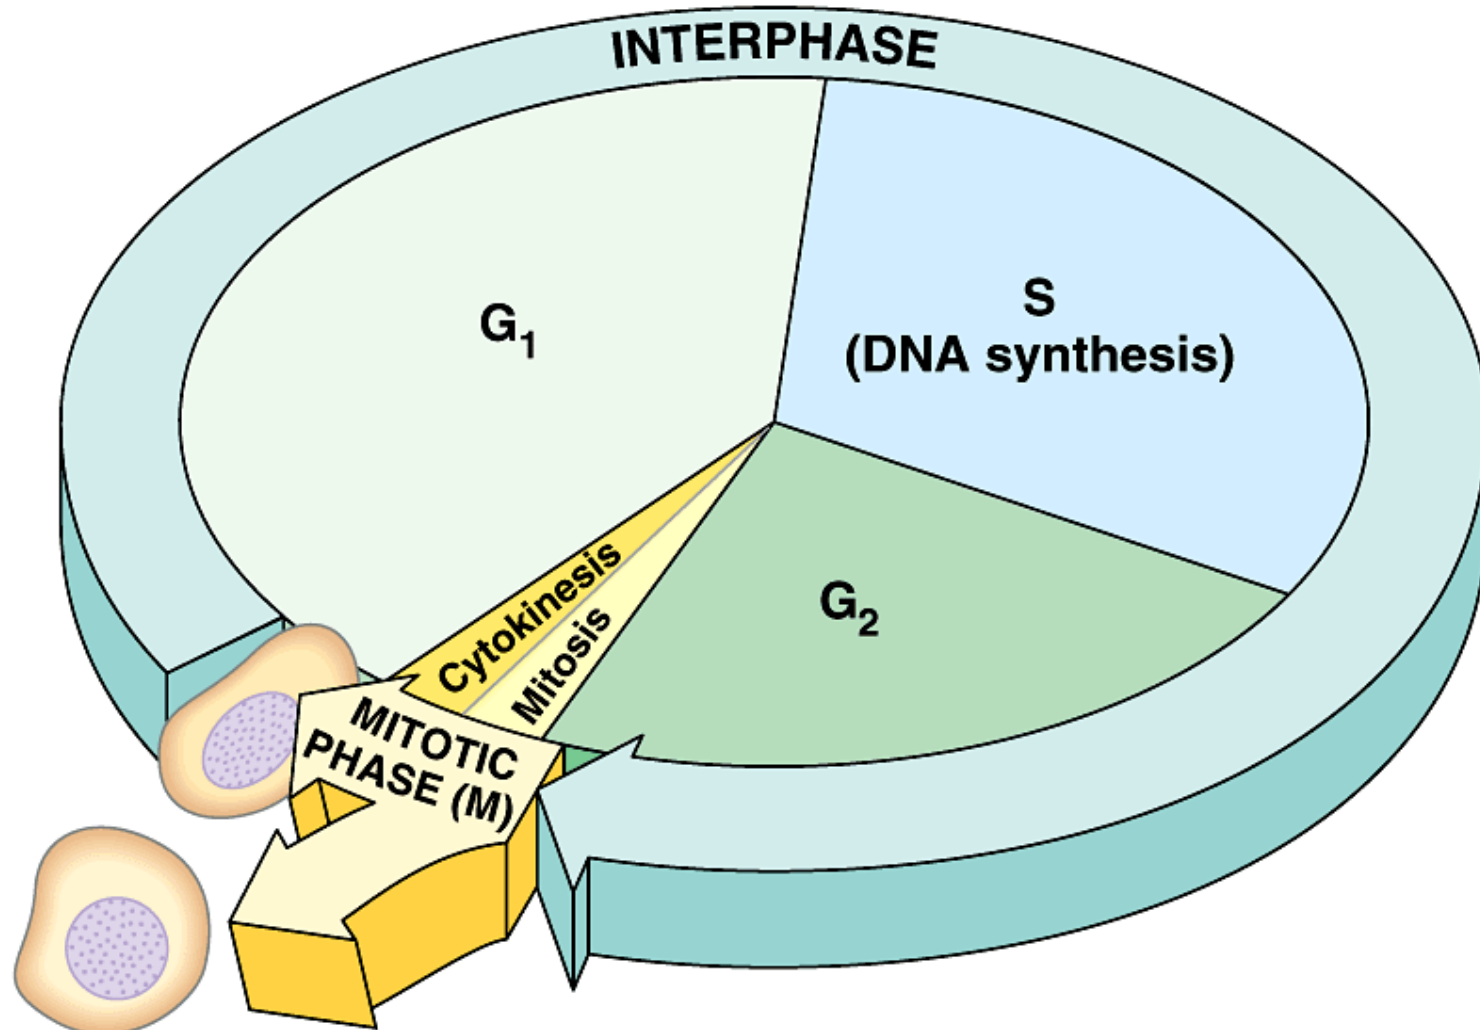 INTERPHASE
G₁
S
(DNA synthesis)
G₂
Cytokinesis
Mitosis
MITOTIC
PHASE (M)